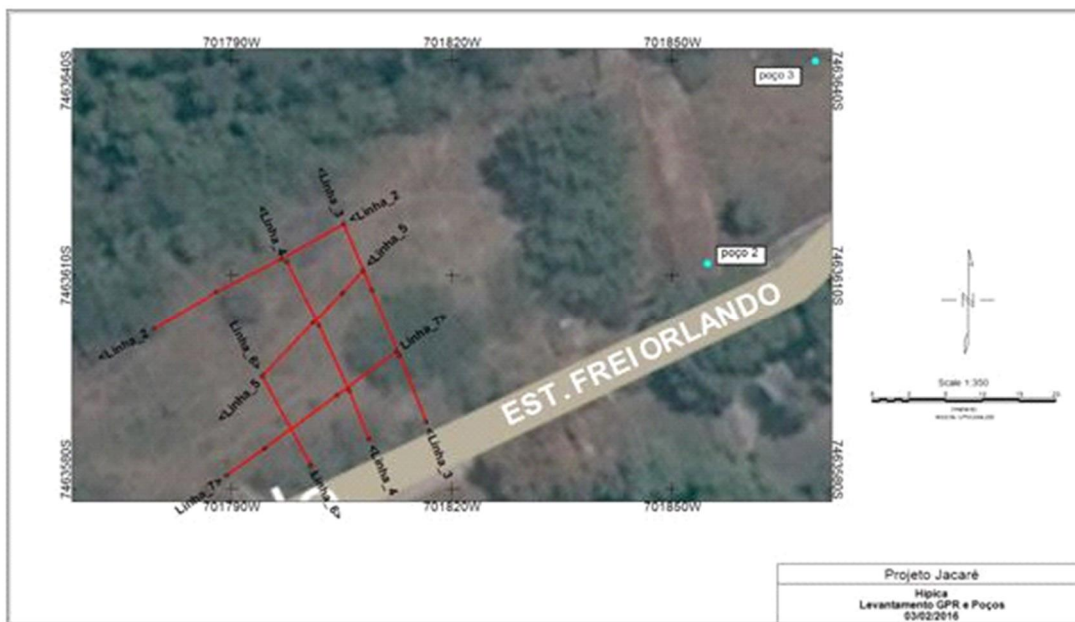 701790W 701820W 701850W
7463640S
7463640S
poço 3
<Linha_3
<Linha_2
<Linha_4
<Linha_5
poço 2
7463610S
7463610S
<Linha_2
Linha_6>
Linha_7>
<Linha_5
EST. FREI ORLANDO
Scale 1:350
<Linha_3
<Linha_4
7463580S
7463580S
Linha_7>
Linha_6>
701790W 701820W 701850W
Projeto Jacaré
Hípica
Levantamento GPR e Poços
03/02/2016